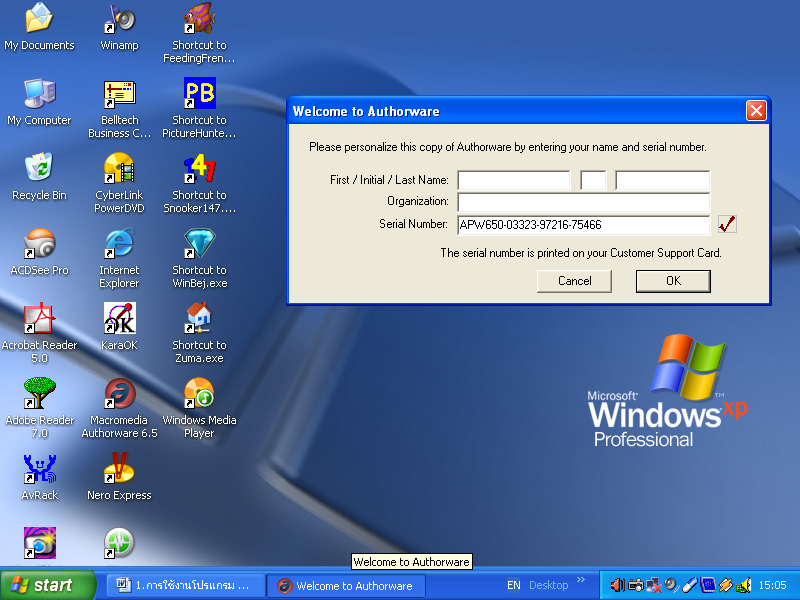 My Documents
Winamp
Shortcut to
FeedingFren...
My Computer
Belltech
Business C...
PB
Shortcut to
PictureHunte...
Recycle Bin
CyberLink
PowerDVD
147
Shortcut to
Snooker147....
ACDSee Pro
Internet
Explorer
Shortcut to
WinBej.exe
Acrobat Reader
5.0
OK
KaraOK
Shortcut to
Zuma.exe
Adobe Reader
7.0
Macromedia
Authorware 6.5
Windows Media
Player
AvRack
Nero Express
Welcome to Authorware
Please personalize this copy of Authorware by entering your name and serial number.
First / Initial / Last Name:
Organization:
Serial Number: APW650-03323-97216-75466
The serial number is printed on your Customer Support Card.
Cancel OK
Microsoft®
Windows xp™
Professional
Welcome to Authorware
start 1.การใช้งานโปรแกรม ... Welcome to Authorware EN Desktop » 15:05